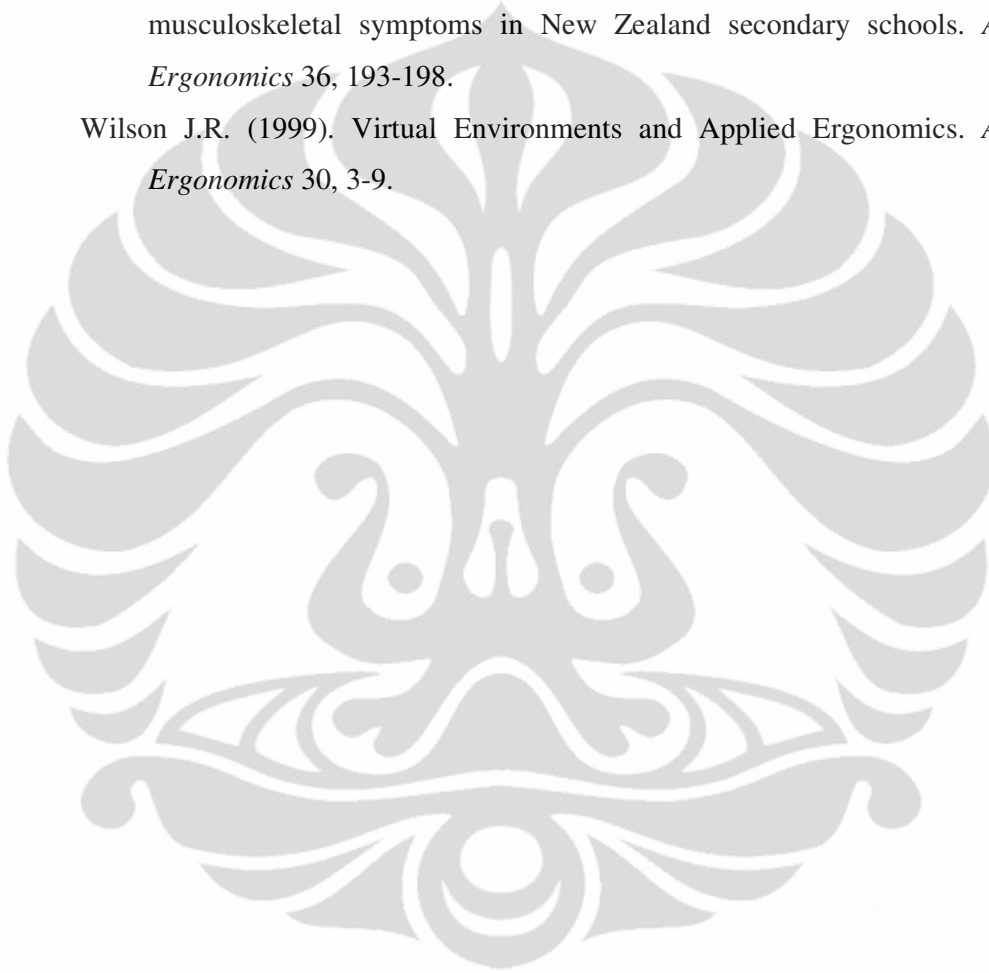 musculoskeletal symptoms in New Zealand secondary schools.
Ergonomics 36, 193-198.
Wilson J.R. (1999). Virtual Environments and Applied Ergonomics.
Ergonomics 30, 3-9.